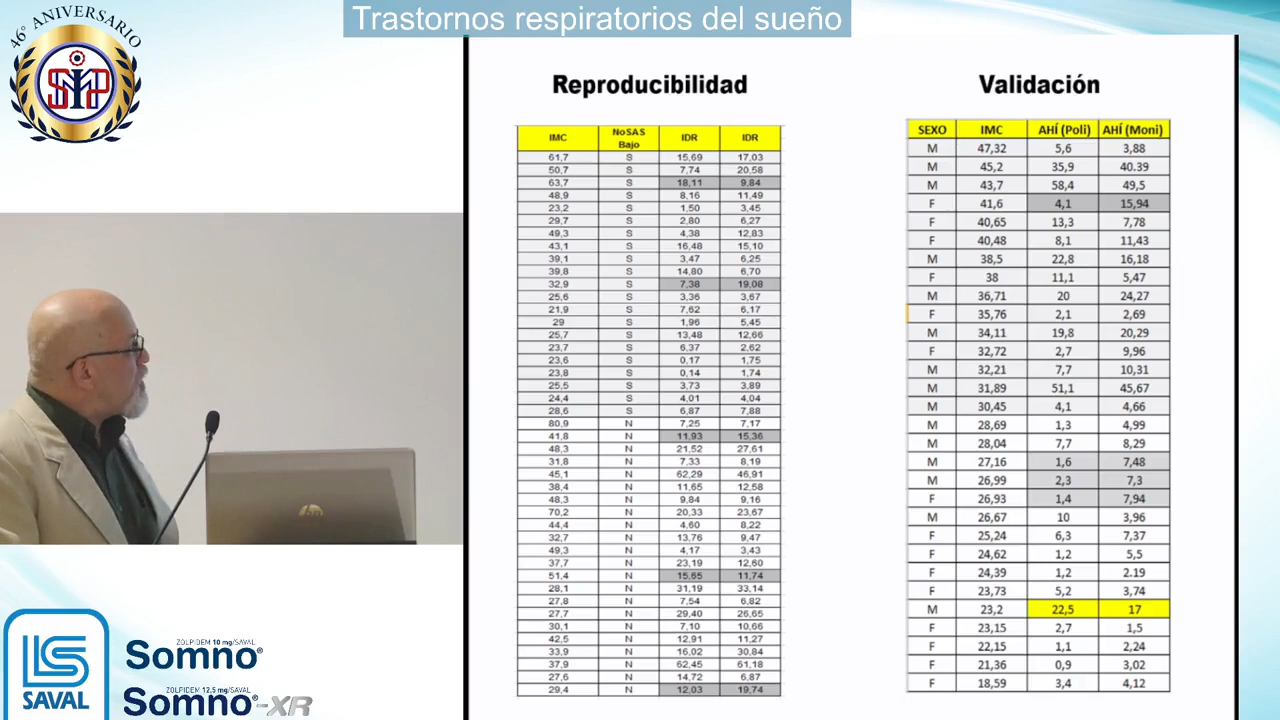 Trastornos respiratorios del sueño
46° ANIVERSARIO
Reproducibilidad
IMC NoSAS Bajo IDR IDR
61,7 S 15,69 17,03
50,7 S 7,74 20,58
63,7 S 18,11 9,84
48,9 S 8,16 11,49
23,2 S 1,50 3,45
29,7 S 2,80 6,27
49,3 S 4,38 12,83
43,1 S 16,48 15,10
39,1 S 3,47 6,25
39,8 S 14,80 6,70
32,9 S 7,38 19,08
25,6 S 3,36 3,67
21,9 S 7,62 6,17
29 S 1,96 5,45
25,7 S 13,48 12,66
23,7 S 6,37 2,62
23,6 S 0,17 1,75
23,8 S 0,14 1,74
25,5 S 3,73 3,89
24,4 S 4,01 4,04
28,6 S 6,87 7,88
80,9 N 7,25 7,17
41,8 N 11,93 15,36
48,3 N 21,52 27,61
31,8 N 7,33 8,19
45,1 N 62,29 46,91
38,4 N 11,65 12,58
48,3 N 9,84 9,16
70,2 N 20,33 23,67
44,4 N 4,60 8,22
32,7 N 13,76 9,47
49,3 N 4,17 3,43
37,7 N 23,19 12,60
51,4 N 15,65 11,74
28,1 N 31,19 33,14
27,8 N 7,54 6,82
27,7 N 29,40 26,65
30,1 N 7,10 10,66
42,5 N 12,91 11,27
33,9 N 16,02 30,84
37,9 N 62,45 61,18
27,6 N 14,72 6,87
29,4 N 12,03 19,74
Validación
SEXO IMC AHÍ (Poli) AHÍ (Moni)
M 47,32 5,6 3,88
M 45,2 35,9 40.39
M 43,7 58,4 49,5
F 41,6 4,1 15,94
F 40,65 13,3 7,78
F 40,48 8,1 11,43
M 38,5 22,8 16,18
F 38 11,1 5,47
M 36,71 20 24,27
F 35,76 2,1 2,69
M 34,11 19,8 20,29
F 32,72 2,7 9,96
M 32,21 7,7 10,31
M 31,89 51,1 45,67
M 30,45 4,1 4,66
M 28,69 1,3 4,99
M 28,04 7,7 8,29
M 27,16 1,6 7,48
M 26,99 2,3 7,3
F 26,93 1,4 7,94
M 26,67 10 3,96
F 25,24 6,3 7,37
F 24,62 1,2 5,5
F 24,39 1,2 2.19
F 23,73 5,2 3,74
M 23,2 22,5 17
F 23,15 2,7 1,5
F 22,15 1,1 2,24
F 21,36 0,9 3,02
F 18,59 3,4 4,12
hp
SAVAL
ZOLPIDEM 10 mg/SAVAL
Somno®
ZOLPIDEM 12,5 mg/SAVAL
Somno®-XR